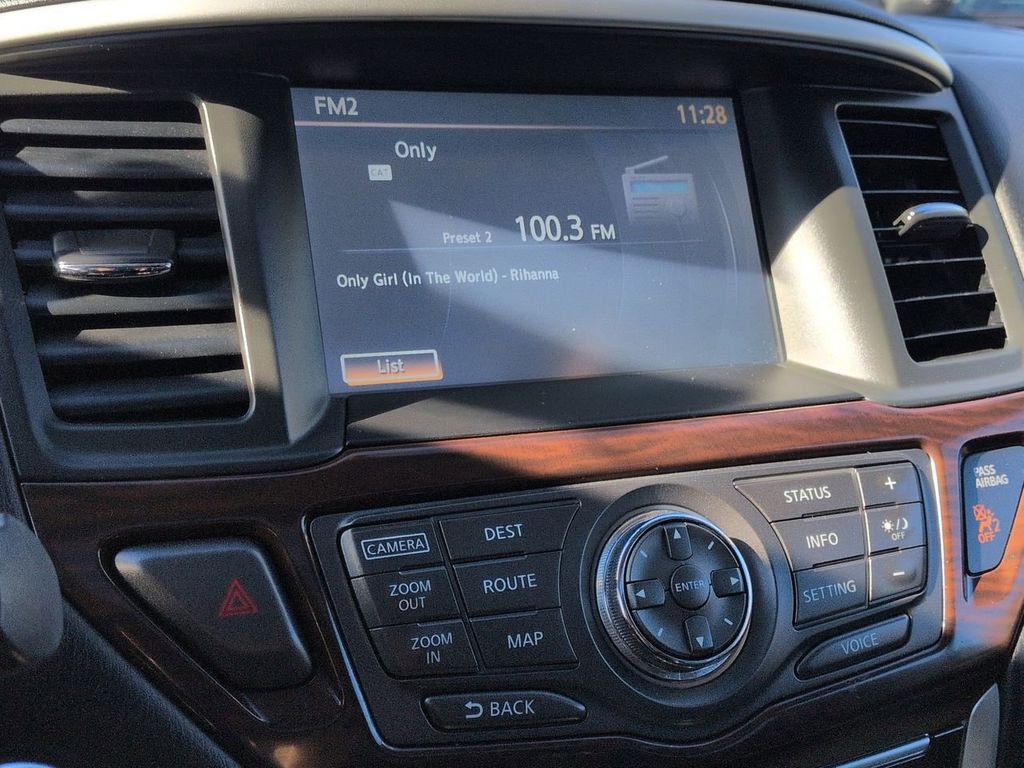 FM2
11:28
Only
CAT
Preset 2 100.3 FM
Only Girl (In The World) - Rihanna
List
CAMERA
DEST
ZOOM OUT
ROUTE
ZOOM IN
MAP
BACK
ENTER
STATUS
+
INFO
OFF
SETTING
-
VOICE
PASS
AIRBAG
2
OFF